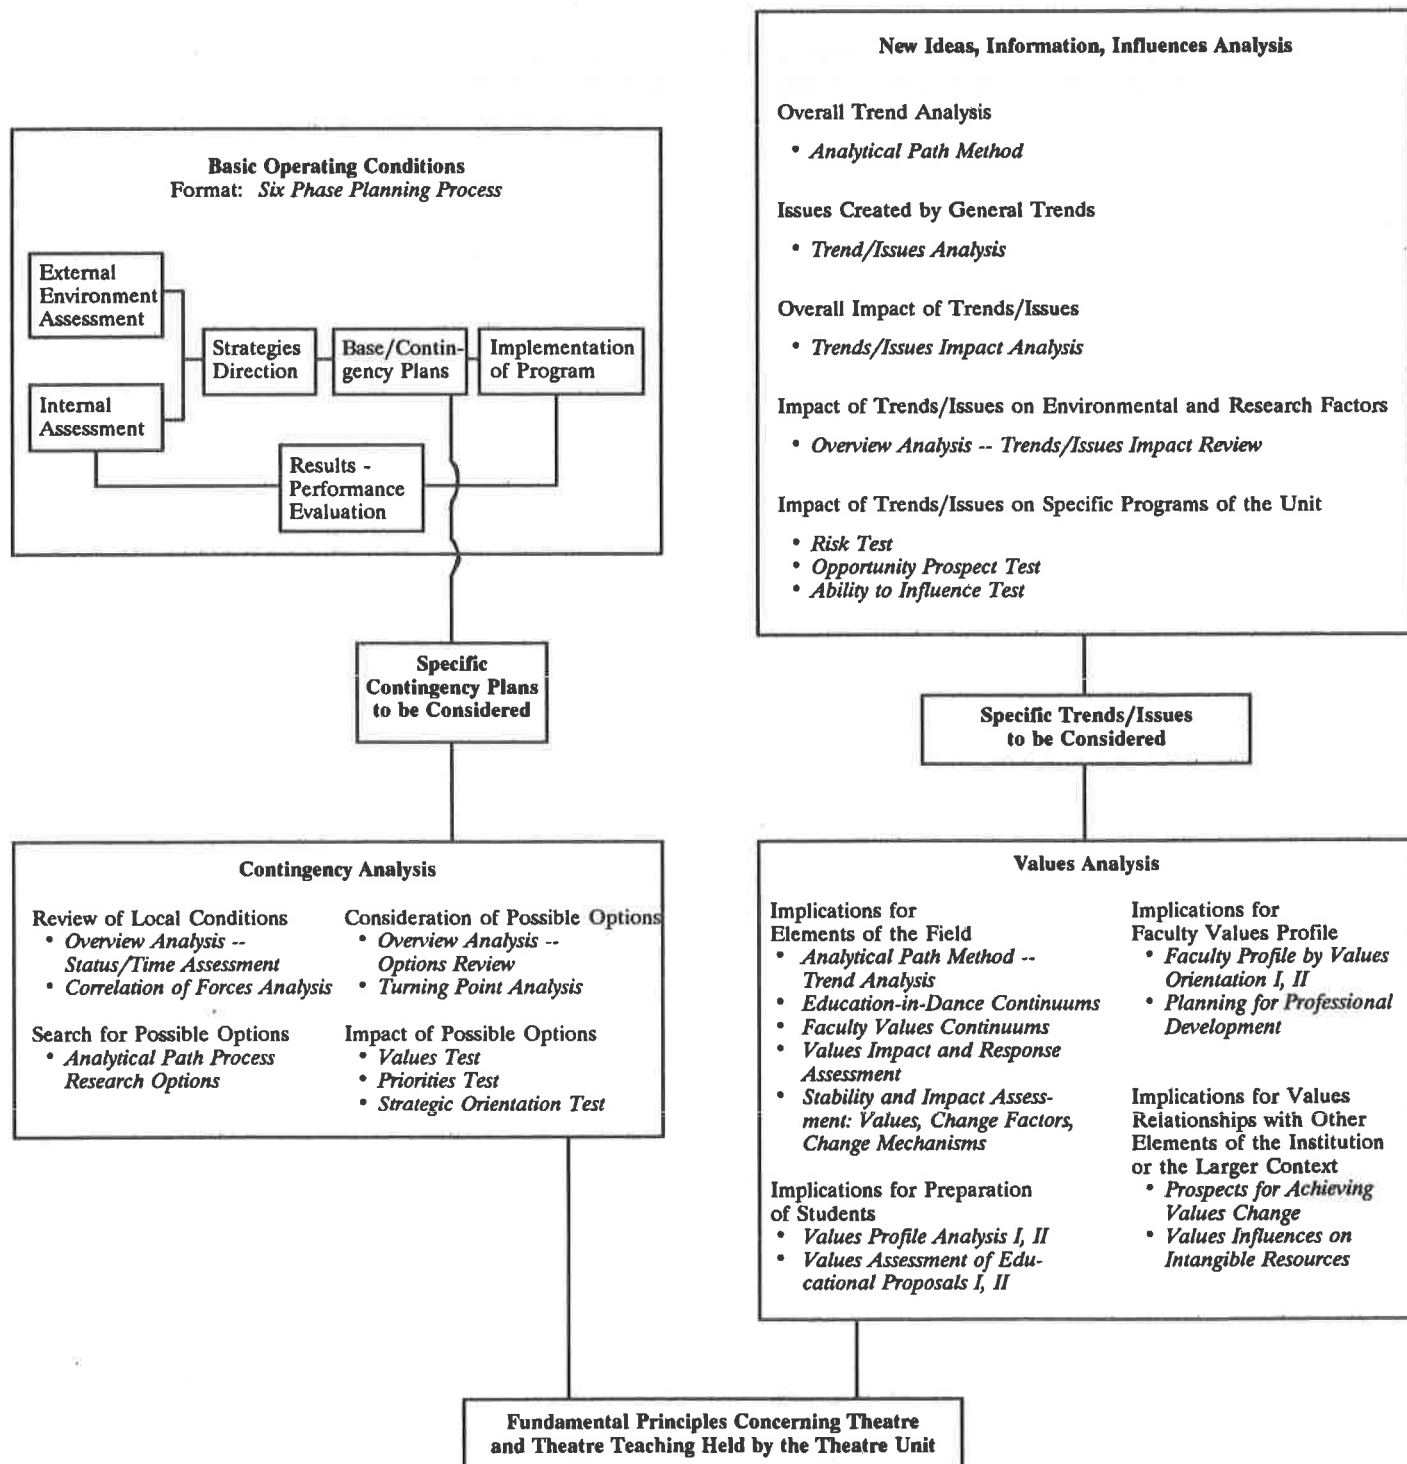 New Ideas, Information, Influences Analysis
Overall Trend Analysis
• Analytical Path Method
Issues Created by General Trends
• Trend/Issues Analysis
Overall Impact of Trends/Issues
• Trends/Issues Impact Analysis
Impact of Trends/Issues on Environmental and Research Factors
• Overview Analysis -- Trends/Issues Impact Review
Impact of Trends/Issues on Specific Programs of the Unit
• Risk Test
• Opportunity Prospect Test
• Ability to Influence Test
Basic Operating Conditions
Format: Six Phase Planning Process
External
Environment
Assessment
Internal
Assessment
Strategies
Direction
Base/Contin-
gency Plans
Implementation
of Program
Results -
Performance
Evaluation
Specific
Contingency Plans
to be Considered
Specific Trends/Issues
to be Considered
Contingency Analysis
Review of Local Conditions
• Overview Analysis --
Status/Time Assessment
• Correlation of Forces Analysis
Search for Possible Options
• Analytical Path Process
Research Options
Consideration of Possible Options
• Overview Analysis --
Options Review
• Turning Point Analysis
Impact of Possible Options
• Values Test
• Priorities Test
• Strategic Orientation Test
Values Analysis
Implications for
Elements of the Field
• Analytical Path Method --
Trend Analysis
• Education-in-Dance Continuums
• Faculty Values Continuums
• Values Impact and Response
Assessment
• Stability and Impact Assess-
ment: Values, Change Factors,
Change Mechanisms
Implications for Preparation
of Students
• Values Profile Analysis I, II
• Values Assessment of Edu-
cational Proposals I, II
Implications for
Faculty Values Profile
• Faculty Profile by Values
Orientation I, II
• Planning for Professional
Development
Implications for Values
Relationships with Other
Elements of the Institution
or the Larger Context
• Prospects for Achieving
Values Change
• Values Influences on
Intangible Resources
Fundamental Principles Concerning Theatre
and Theatre Teaching Held by the Theatre Unit